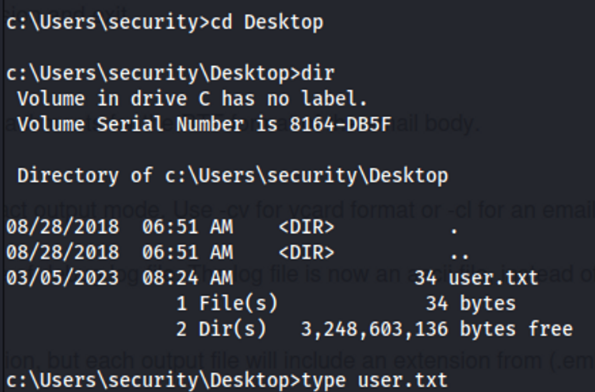 c:\Users\security>cd Desktop
c:\Users\security\Desktop>dir
Volume in drive C has no label.
Volume Serial Number is 8164-DB5F
Directory of c:\Users\security\Desktop
08/28/2018  06:51 AM    <DIR>          .
08/28/2018  06:51 AM    <DIR>          ..
03/05/2023  08:24 AM                34 user.txt
1 File(s)             34 bytes
2 Dir(s)   3,248,603,136 bytes free
c:\Users\security\Desktop>type user.txt